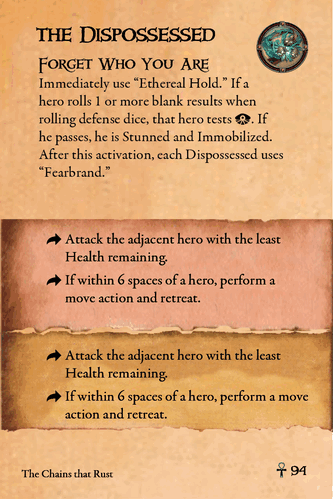 The Dispossessed
Forget Who You Are
Immediately use “Ethereal Hold.” If a
hero rolls 1 or more blank results when
rolling defense dice, that hero tests . If
he passes, he is Stunned and Immobilized.
After this activation, each Dispossessed uses
“Fearbrand.”
Attack the adjacent hero with the least
Health remaining.
If within 6 spaces of a hero, perform a
move action and retreat.
Attack the adjacent hero with the least
Health remaining.
If within 6 spaces of a hero, perform a move
action and retreat.
The Chains that Rust
94